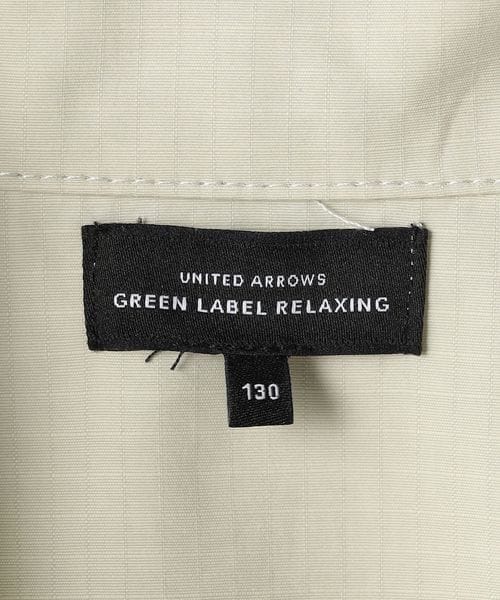 UNITED ARROWS
GREEN LABEL RELAXING
130